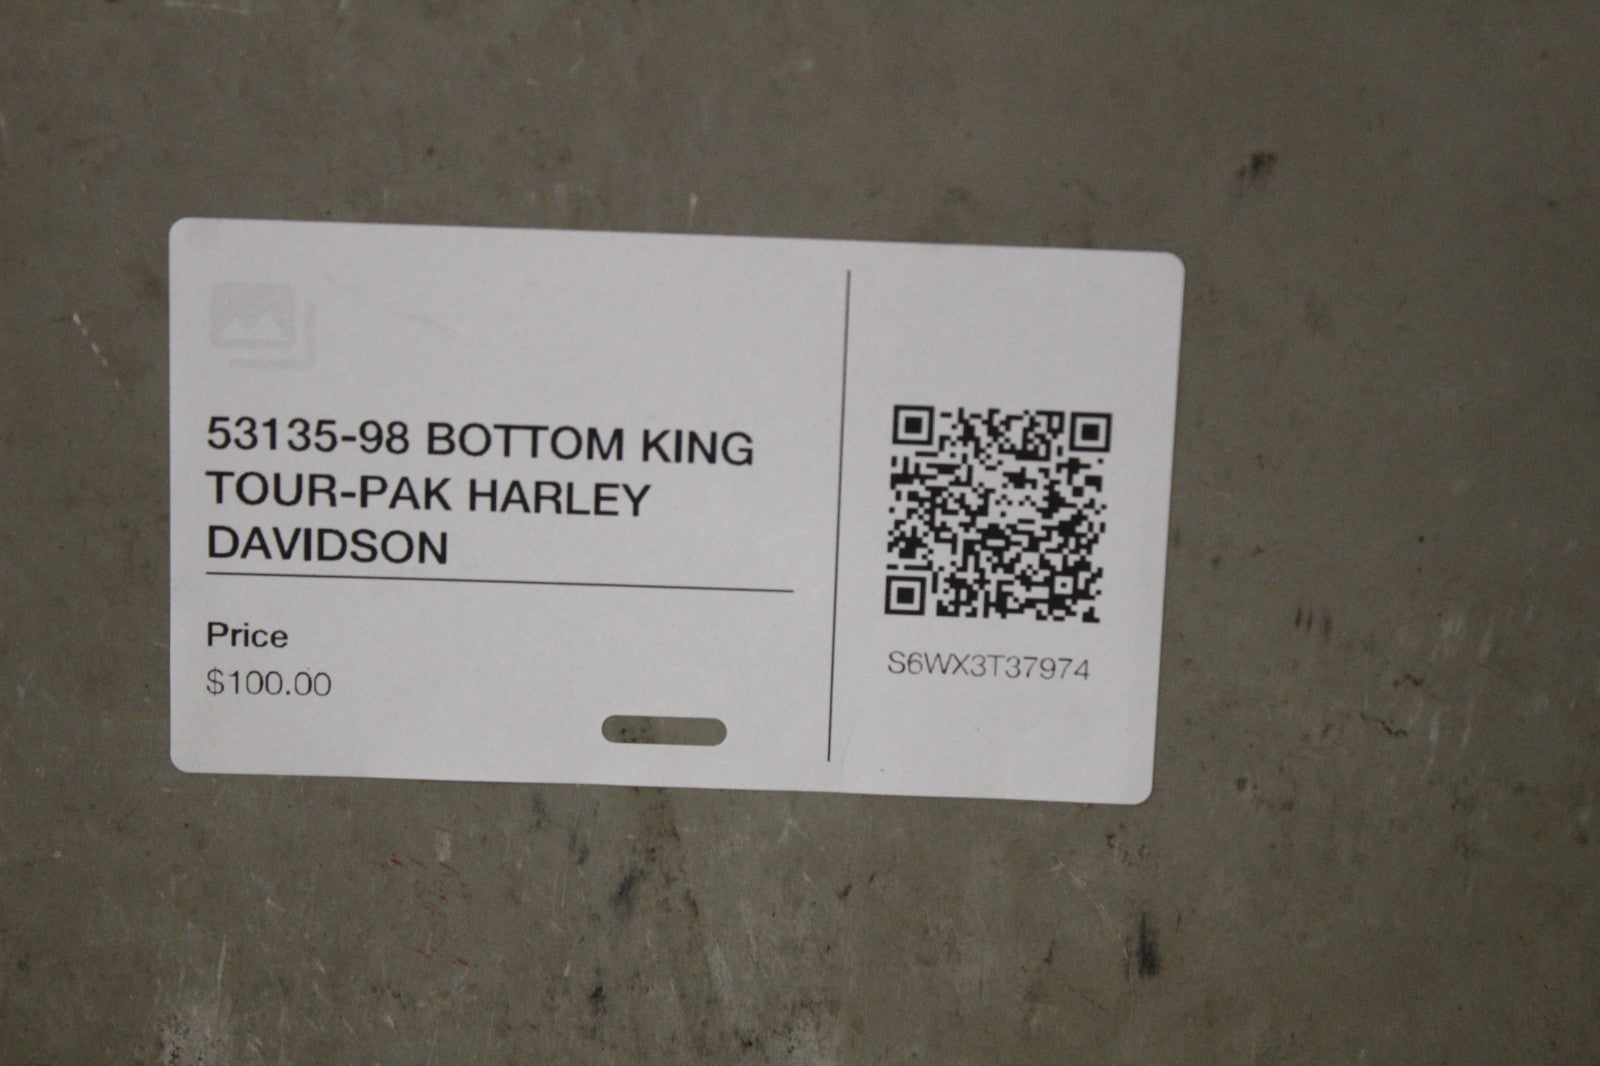 53135-98 BOTTOM KING
TOUR-PAK HARLEY
DAVIDSON
Price
$100.00
S6WX3T37974